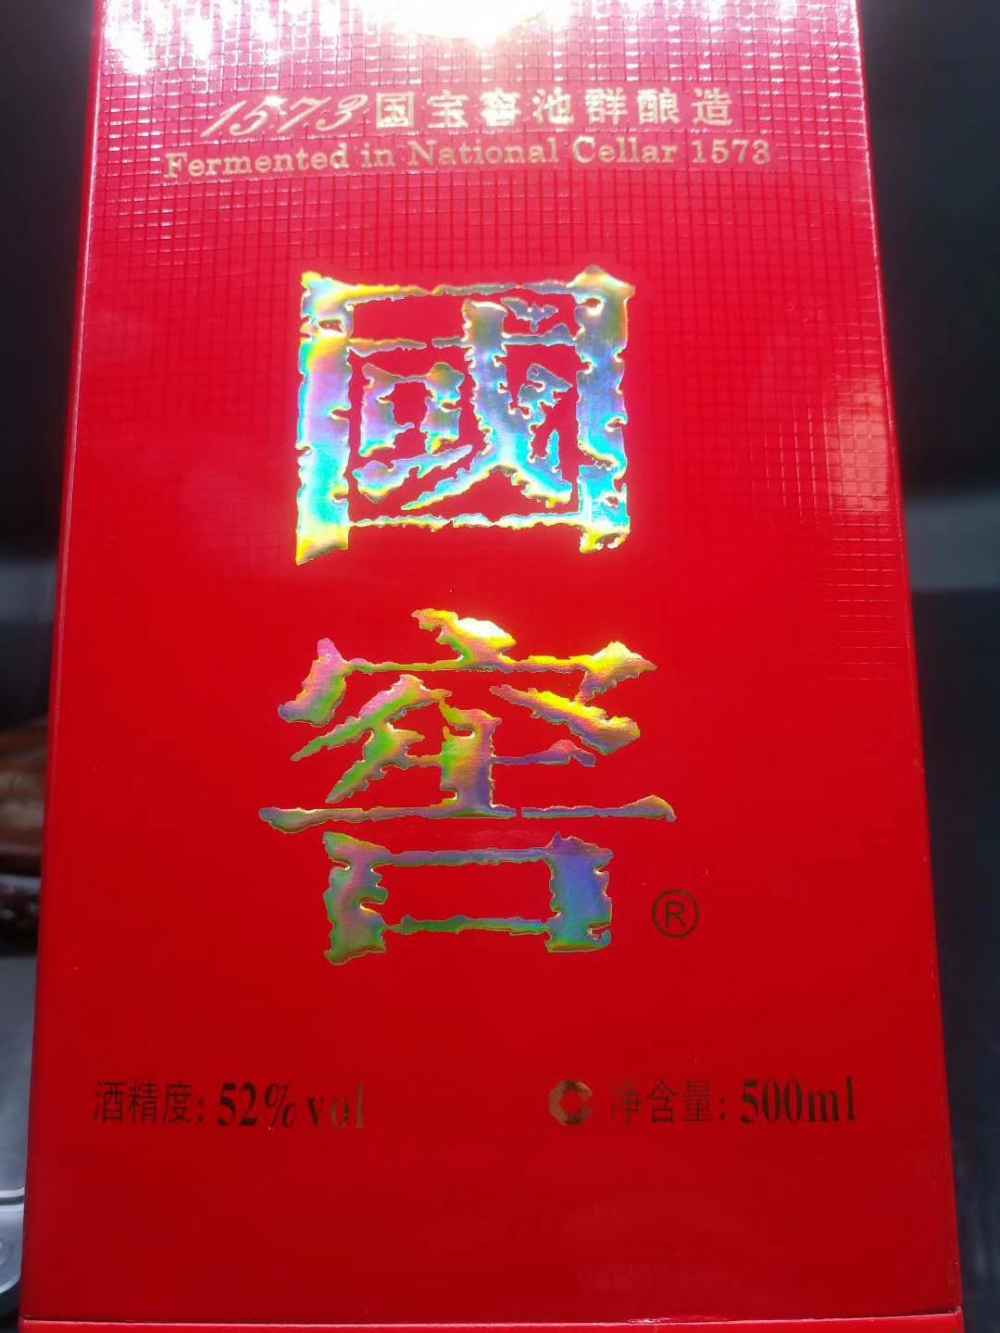 1573国宝窖池群酿造
Fermented in National Cellar 1573
國
窖
®
酒精度: 52%vol
C 净含量: 500ml